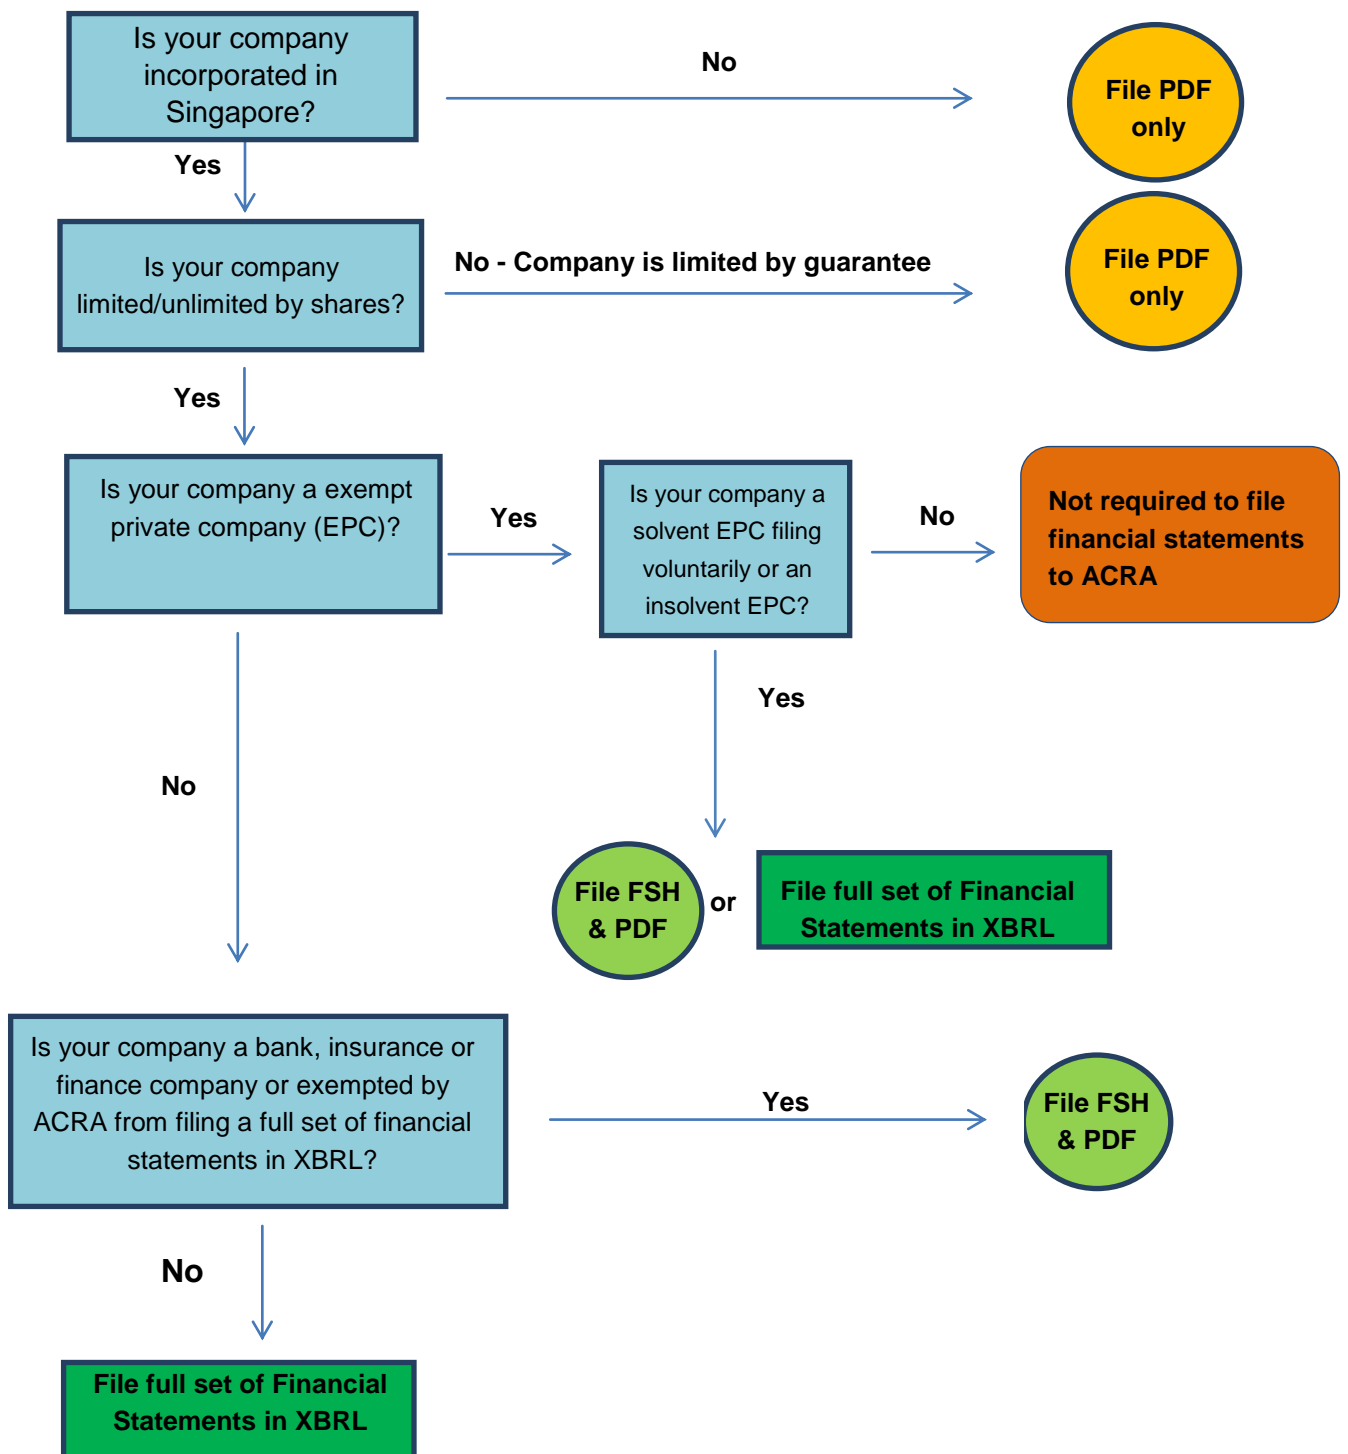 Is your company
incorporated in
Singapore?
No
File PDF
only
Yes
Is your company
limited/unlimited by shares?
No - Company is limited by guarantee
File PDF
only
Yes
Is your company a exempt
private company (EPC)?
Yes
Is your company a
solvent EPC filing
voluntarily or an
insolvent EPC?
No
Not required to file
financial statements
to ACRA
Yes
No
File FSH
& PDF
or
File full set of Financial
Statements in XBRL
Is your company a bank, insurance or
finance company or exempted by
ACRA from filing a full set of financial
statements in XBRL?
Yes
File FSH
& PDF
No
File full set of Financial
Statements in XBRL